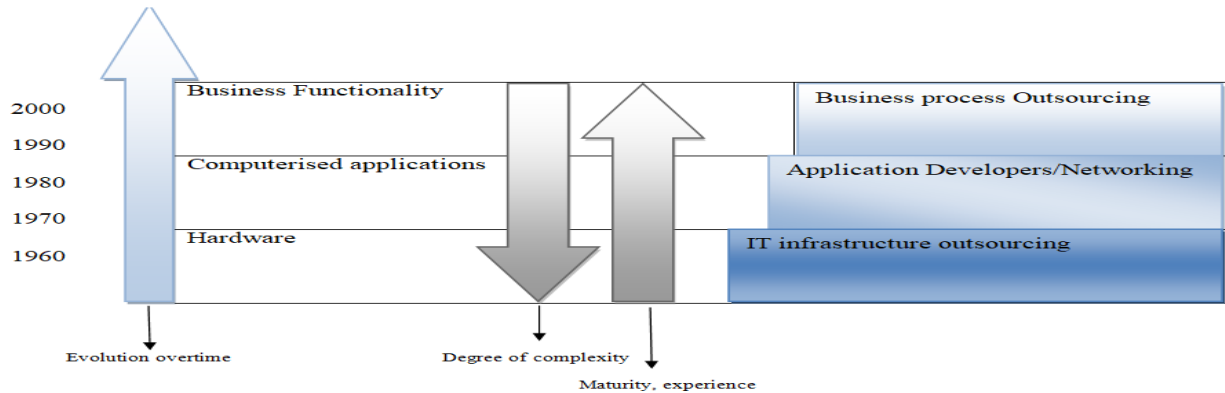 Business Functionality
Business process Outsourcing
2000
1990
Computerised applications
Application Developers/Networking
1980
1970
Hardware
IT infrastructure outsourcing
1960
Evolution overtime
Degree of complexity
Maturity, experience